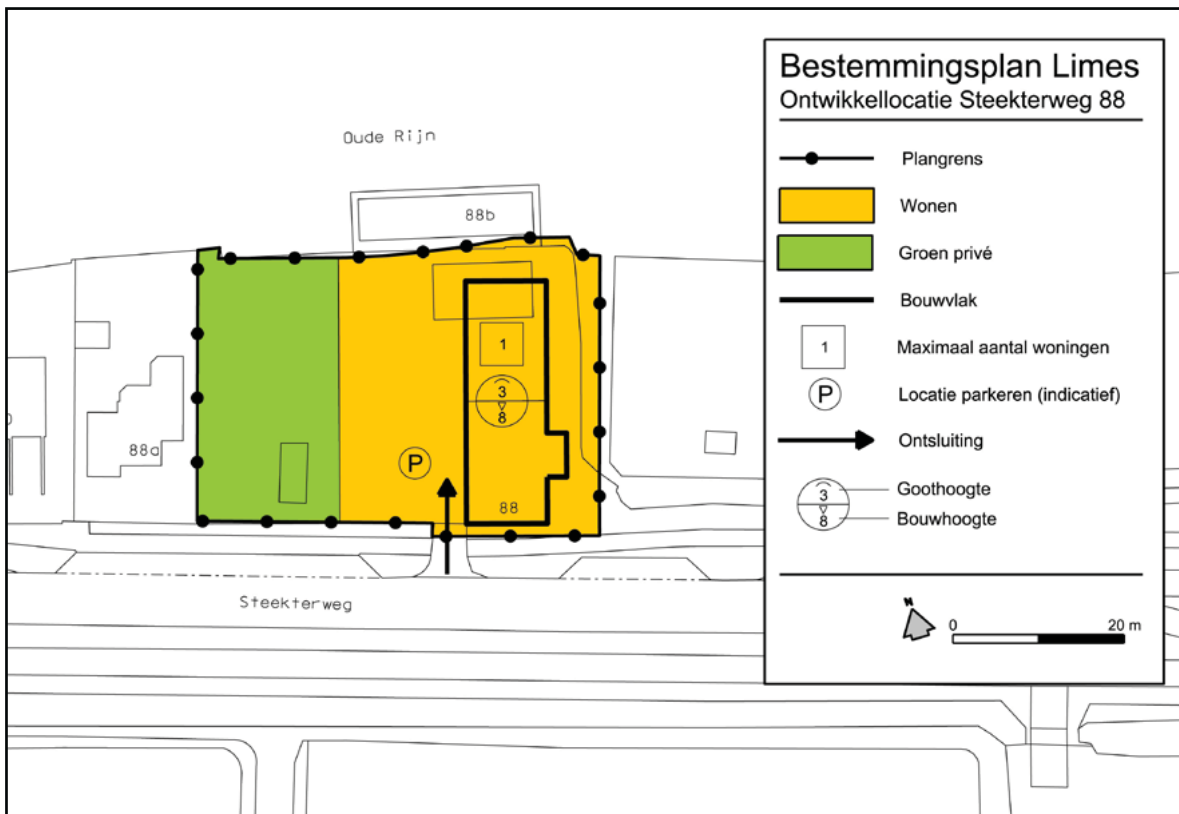 Bestemmingsplan Limes
Ontwikkellocatie Steekterweg 88
Plangrens
Wonen
Groen privé
Bouwvlak
1
Maximaal aantal woningen
P
Locatie parkeren (indicatief)
Ontsluiting
3
8
Goothoogte
Bouwhoogte
N
0
20 m
Oude Rijn
88b
1
3
8
88a
P
88
Steekterweg